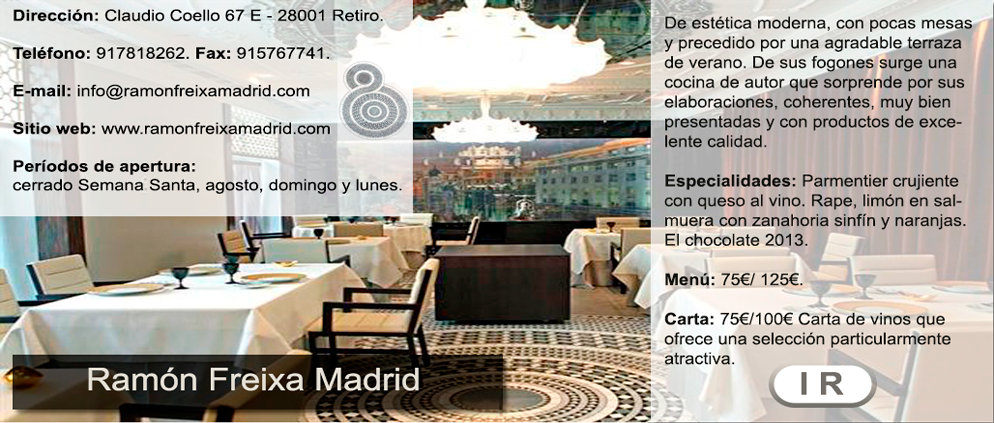 Dirección: Claudio Coello 67 E - 28001 Retiro.
Teléfono: 917818262. Fax: 915767741.
E-mail: info@ramonfreixamadrid.com
Sitio web: www.ramonfreixamadrid.com
Períodos de apertura:
cerrado Semana Santa, agosto, domingo y lunes.
Ramón Freixa Madrid
De estética moderna, con pocas mesas
y precedido por una agradable terraza
de verano. De sus fogones surge una
cocina de autor que sorprende por sus
elaboraciones, coherentes, muy bien
presentadas y con productos de exce-
lente calidad.
Especialidades: Parmentier crujiente
con queso al vino. Rape, limón en sal-
muera con zanahoria sinfín y naranjas.
El chocolate 2013.
Menú: 75€/ 125€.
Carta: 75€/100€ Carta de vinos que
ofrece una selección particularmente
atractiva.
I R